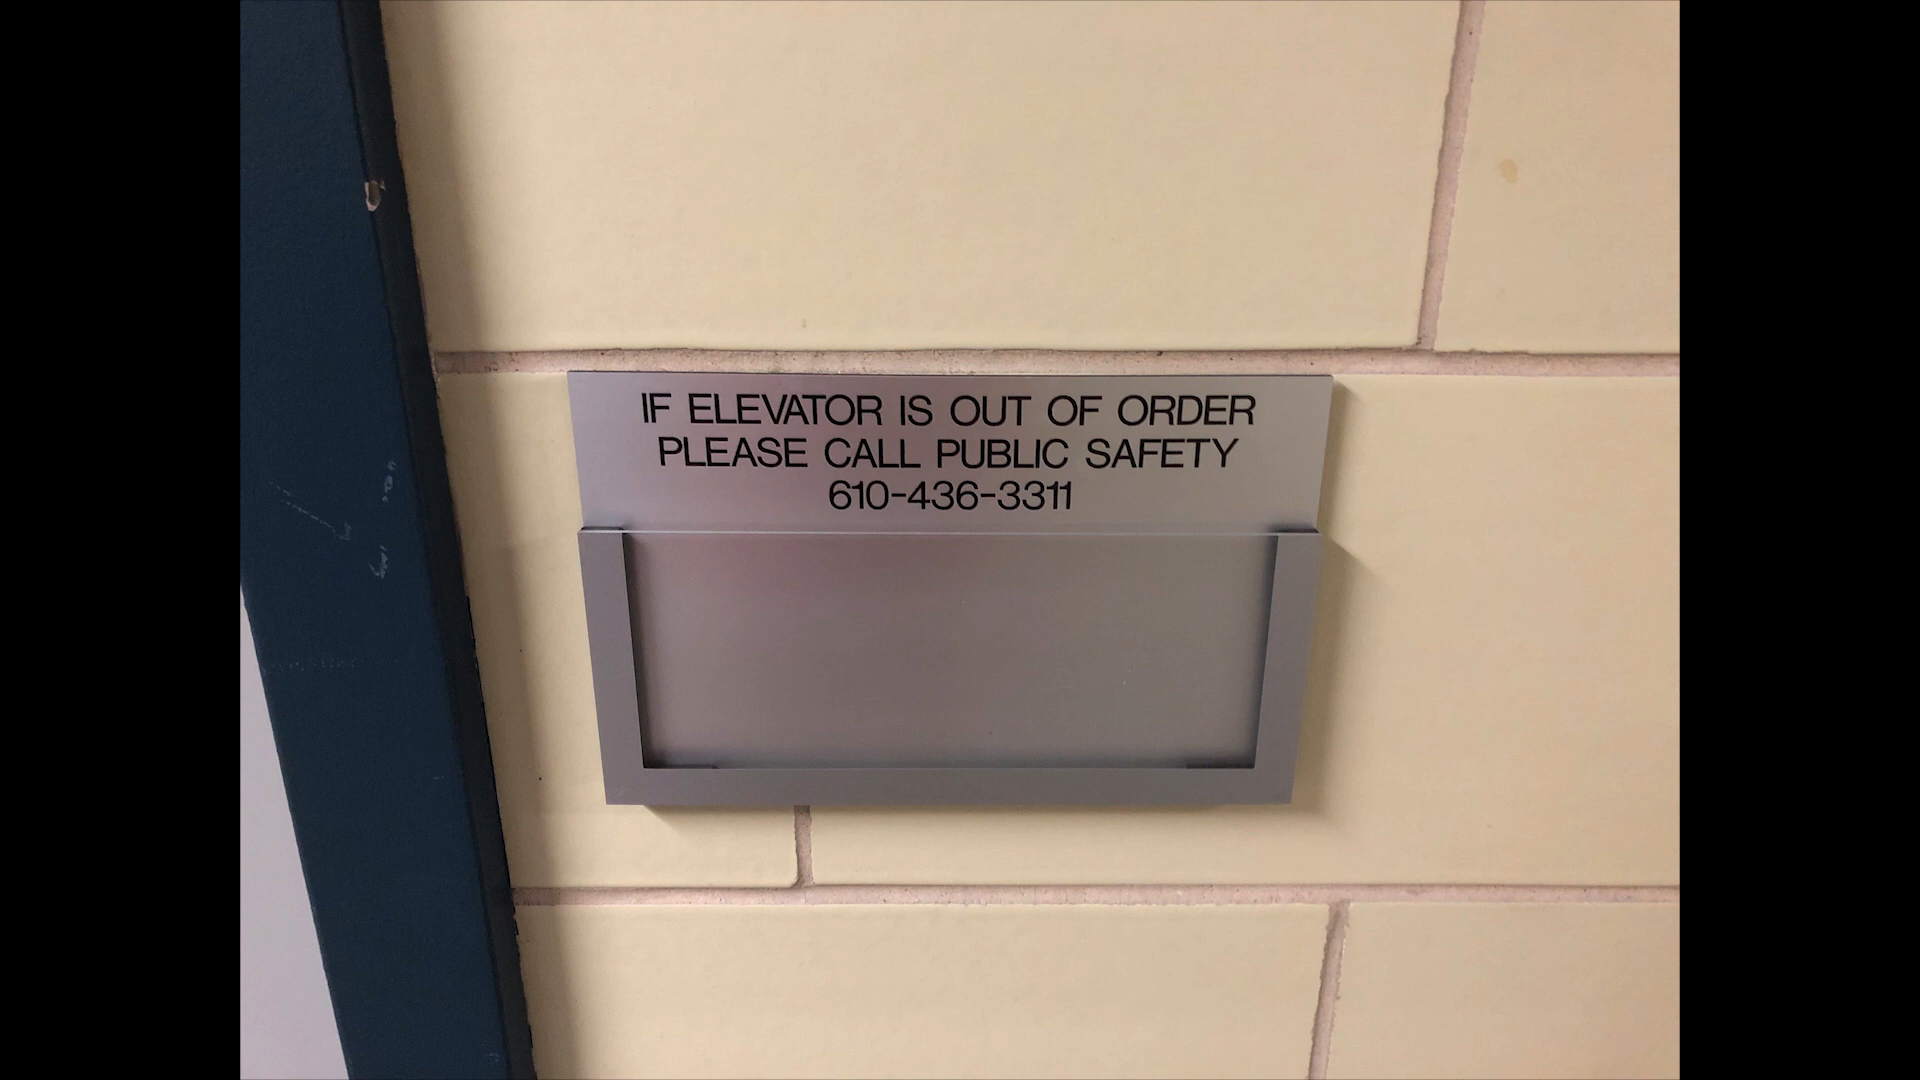 IF ELEVATOR IS OUT OF ORDER
PLEASE CALL PUBLIC SAFETY
610-436-3311